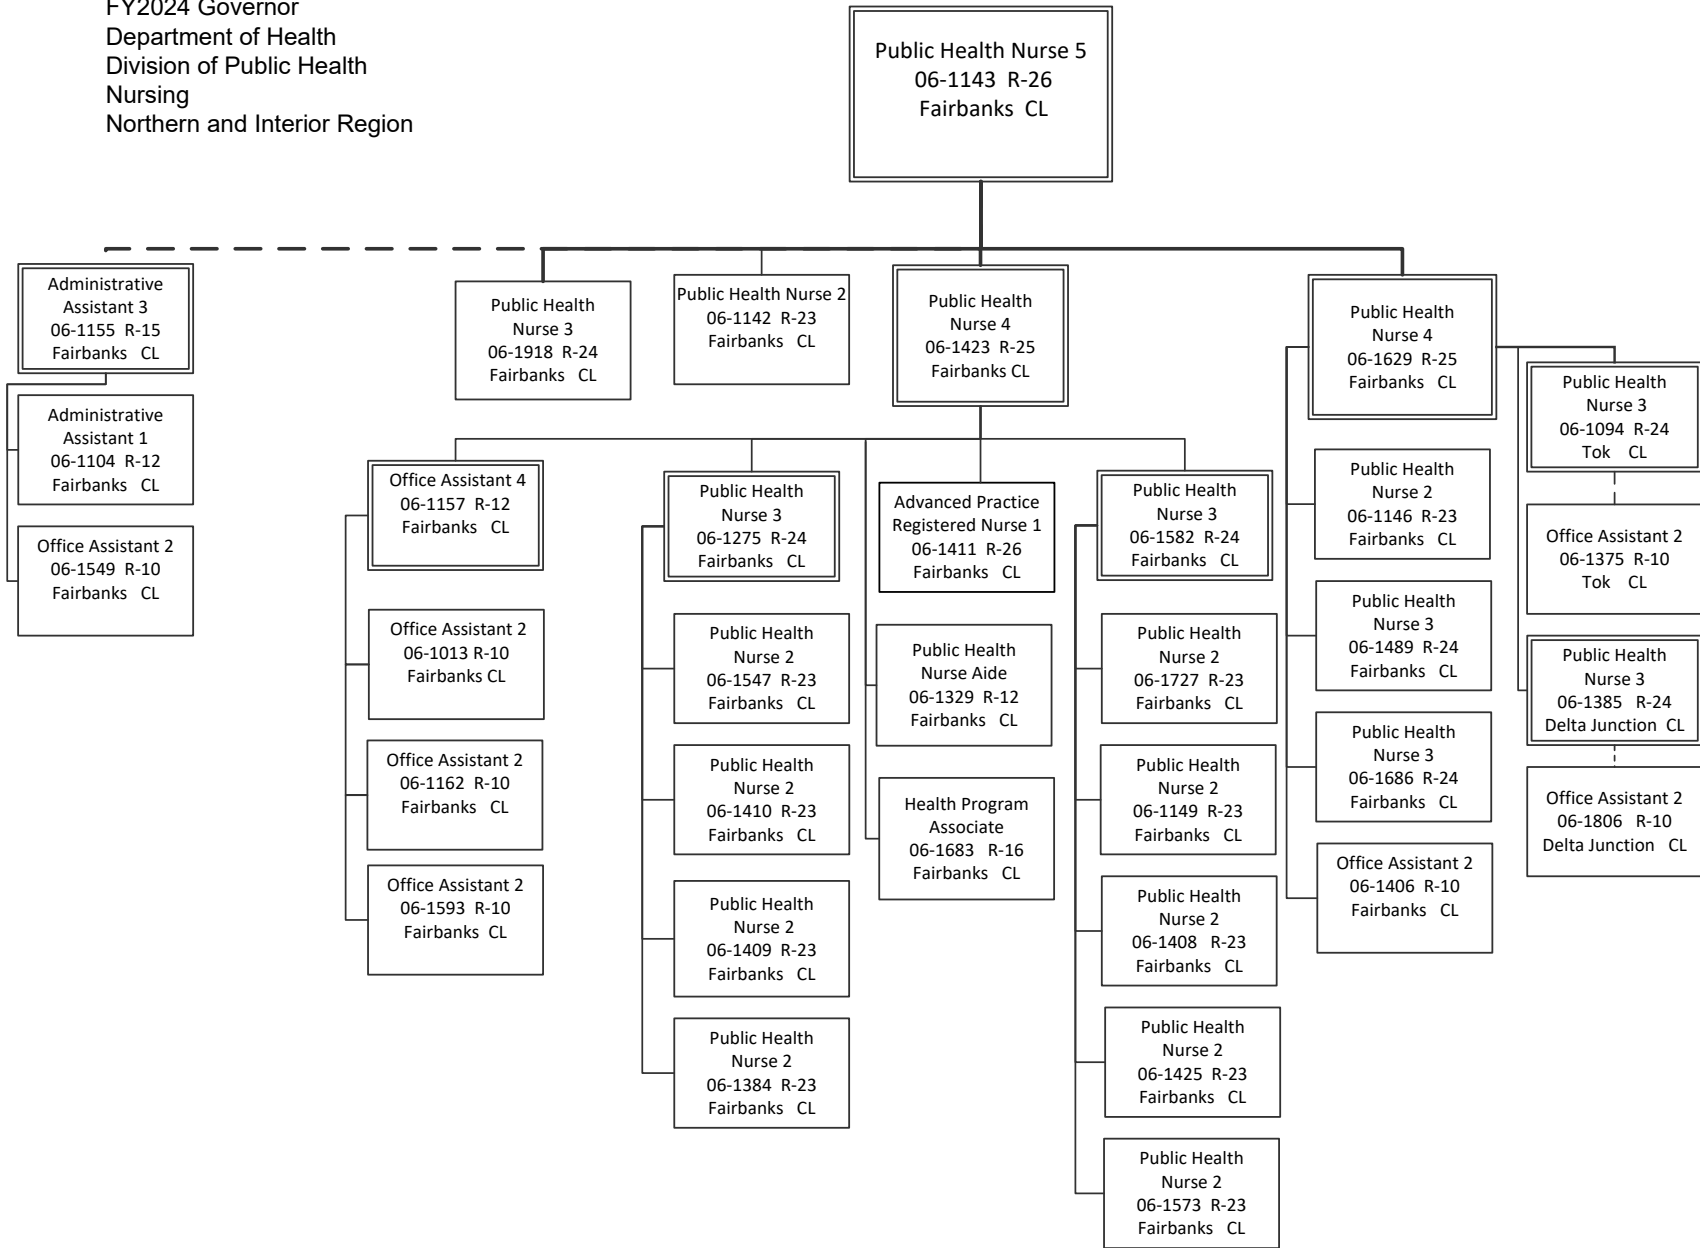 FY2024 Governor
Department of Health
Division of Public Health
Nursing
Northern and Interior Region
Public Health Nurse 5
06-1143 R-26
Fairbanks CL
Administrative
Assistant 3
06-1155 R-15
Fairbanks CL
Administrative
Assistant 1
06-1104 R-12
Fairbanks CL
Office Assistant 2
06-1549 R-10
Fairbanks CL
Public Health
Nurse 3
06-1918 R-24
Fairbanks CL
Public Health Nurse 2
06-1142 R-23
Fairbanks CL
Public Health
Nurse 4
06-1423 R-25
Fairbanks CL
Office Assistant 4
06-1157 R-12
Fairbanks CL
Office Assistant 2
06-1013 R-10
Fairbanks CL
Office Assistant 2
06-1162 R-10
Fairbanks CL
Office Assistant 2
06-1593 R-10
Fairbanks CL
Public Health
Nurse 3
06-1275 R-24
Fairbanks CL
Public Health
Nurse 2
06-1547 R-23
Fairbanks CL
Public Health
Nurse 2
06-1410 R-23
Fairbanks CL
Public Health
Nurse 2
06-1409 R-23
Fairbanks CL
Public Health
Nurse 2
06-1384 R-23
Fairbanks CL
Advanced Practice
Registered Nurse 1
06-1411 R-26
Fairbanks CL
Public Health
Nurse Aide
06-1329 R-12
Fairbanks CL
Health Program
Associate
06-1683 R-16
Fairbanks CL
Public Health
Nurse 3
06-1582 R-24
Fairbanks CL
Public Health
Nurse 2
06-1727 R-23
Fairbanks CL
Public Health
Nurse 2
06-1149 R-23
Fairbanks CL
Public Health
Nurse 2
06-1408 R-23
Fairbanks CL
Public Health
Nurse 2
06-1425 R-23
Fairbanks CL
Public Health
Nurse 2
06-1573 R-23
Fairbanks CL
Public Health
Nurse 4
06-1629 R-25
Fairbanks CL
Public Health
Nurse 2
06-1146 R-23
Fairbanks CL
Public Health
Nurse 3
06-1489 R-24
Fairbanks CL
Public Health
Nurse 3
06-1686 R-24
Fairbanks CL
Office Assistant 2
06-1406 R-10
Fairbanks CL
Public Health
Nurse 3
06-1094 R-24
Tok CL
Office Assistant 2
06-1375 R-10
Tok CL
Public Health
Nurse 3
06-1385 R-24
Delta Junction CL
Office Assistant 2
06-1806 R-10
Delta Junction CL